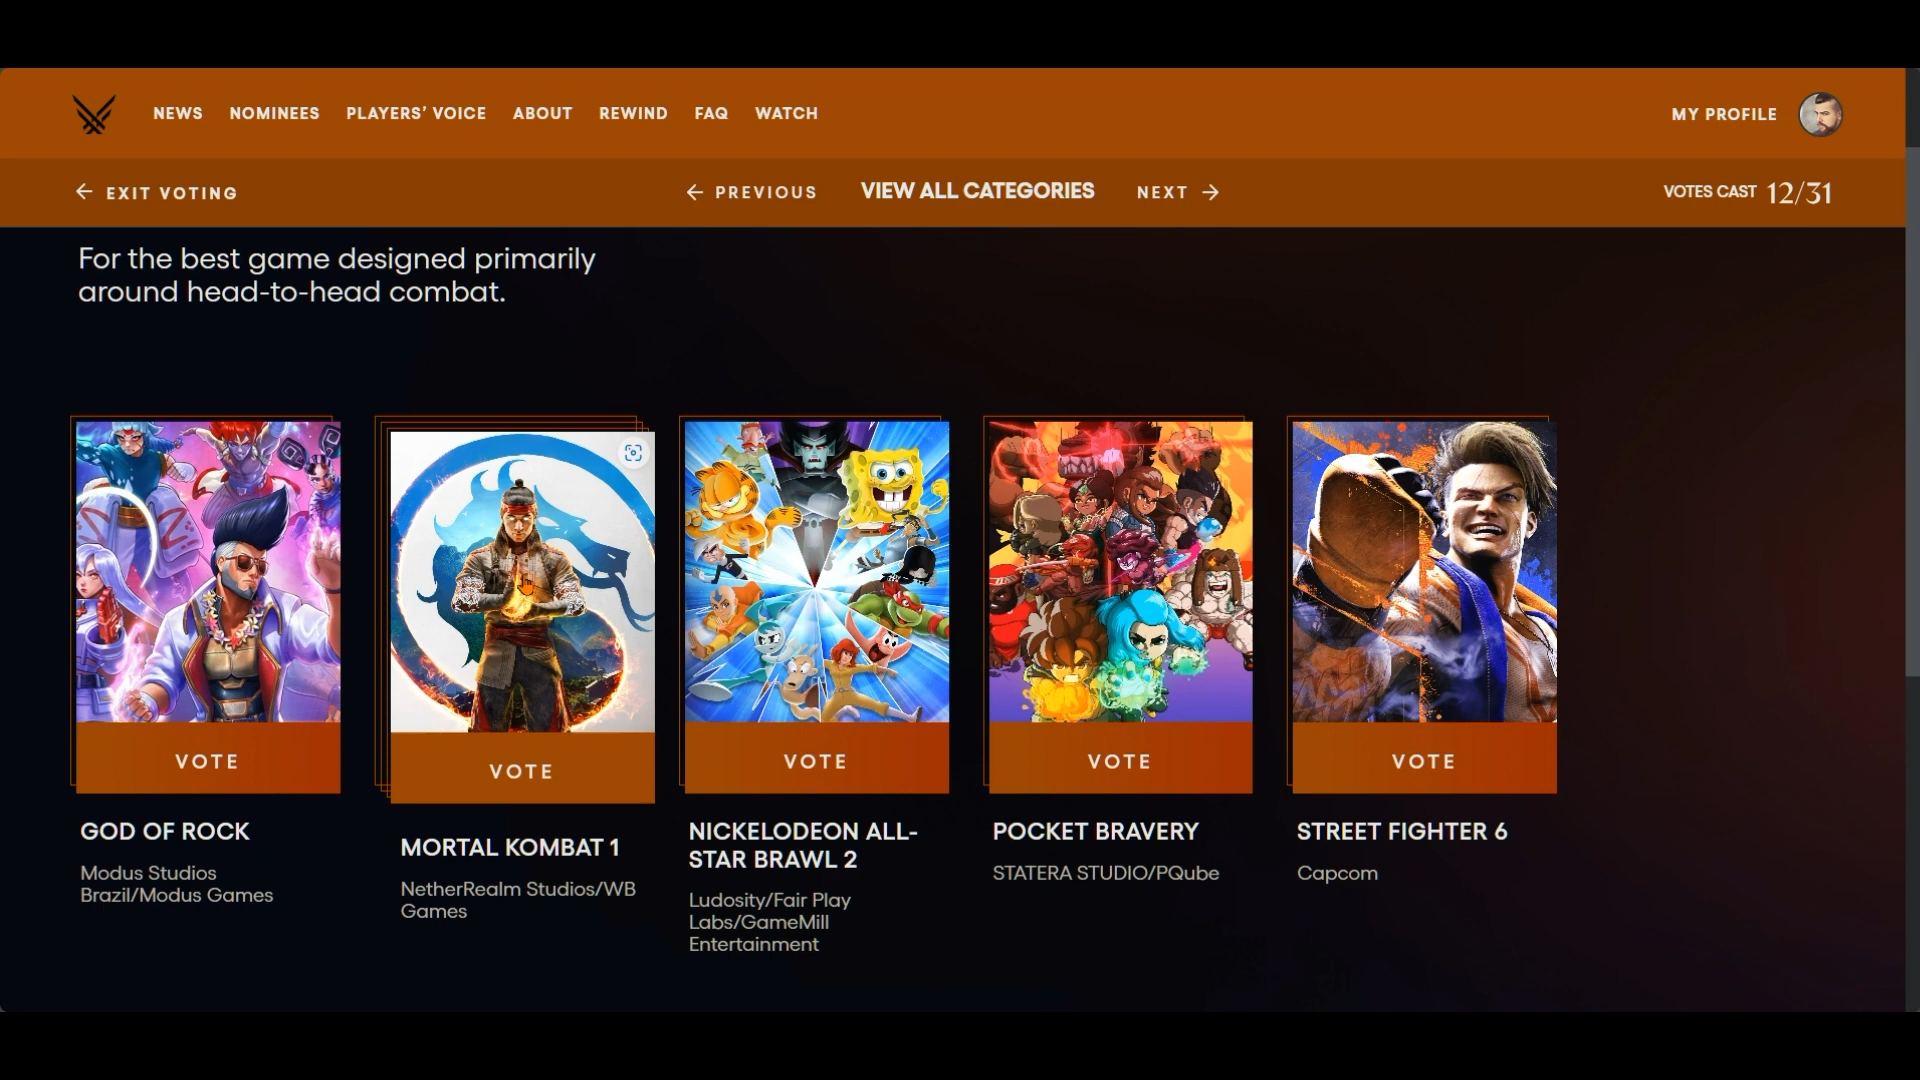 NEWS NOMINEES PLAYERS’ VOICE ABOUT REWIND FAQ WATCH MY PROFILE
EXIT VOTING PREVIOUS VIEW ALL CATEGORIES NEXT VOTES CAST 12/31
For the best game designed primarily
around head-to-head combat.
VOTE
GOD OF ROCK
Modus Studios
Brazil/Modus Games
VOTE
MORTAL KOMBAT 1
NetherRealm Studios/WB
Games
VOTE
NICKELODEON ALL-
STAR BRAWL 2
Ludosity/Fair Play
Labs/GameMill
Entertainment
VOTE
POCKET BRAVERY
STATERA STUDIO/PQube
VOTE
STREET FIGHTER 6
Capcom